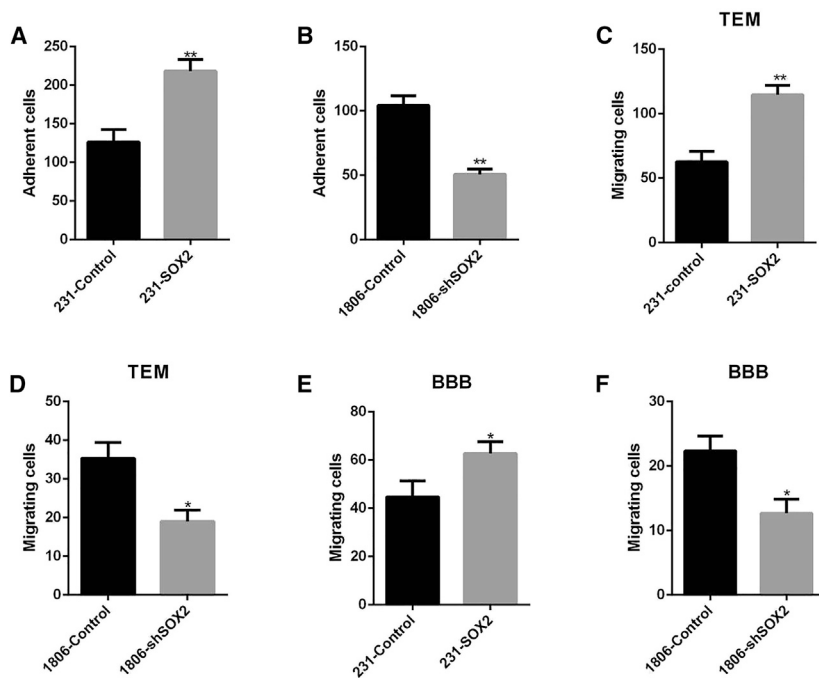 A
Adherent cells
250
200
150
100
50
0
**
231-Control
231-SOX2
B
Adherent cells
150
100
50
0
**
1806-Control
1806-shSOX2
C
TEM
Migrating cells
150
100
50
0
**
231-control
231-SOX2
D
TEM
Migrating cells
50
40
30
20
10
0
*
1806-Control
1806-shSOX2
E
BBB
Migrating cells
80
60
40
20
0
*
231-Control
231-SOX2
F
BBB
Migrating cells
30
20
10
0
*
1806-Control
1806-shSOX2